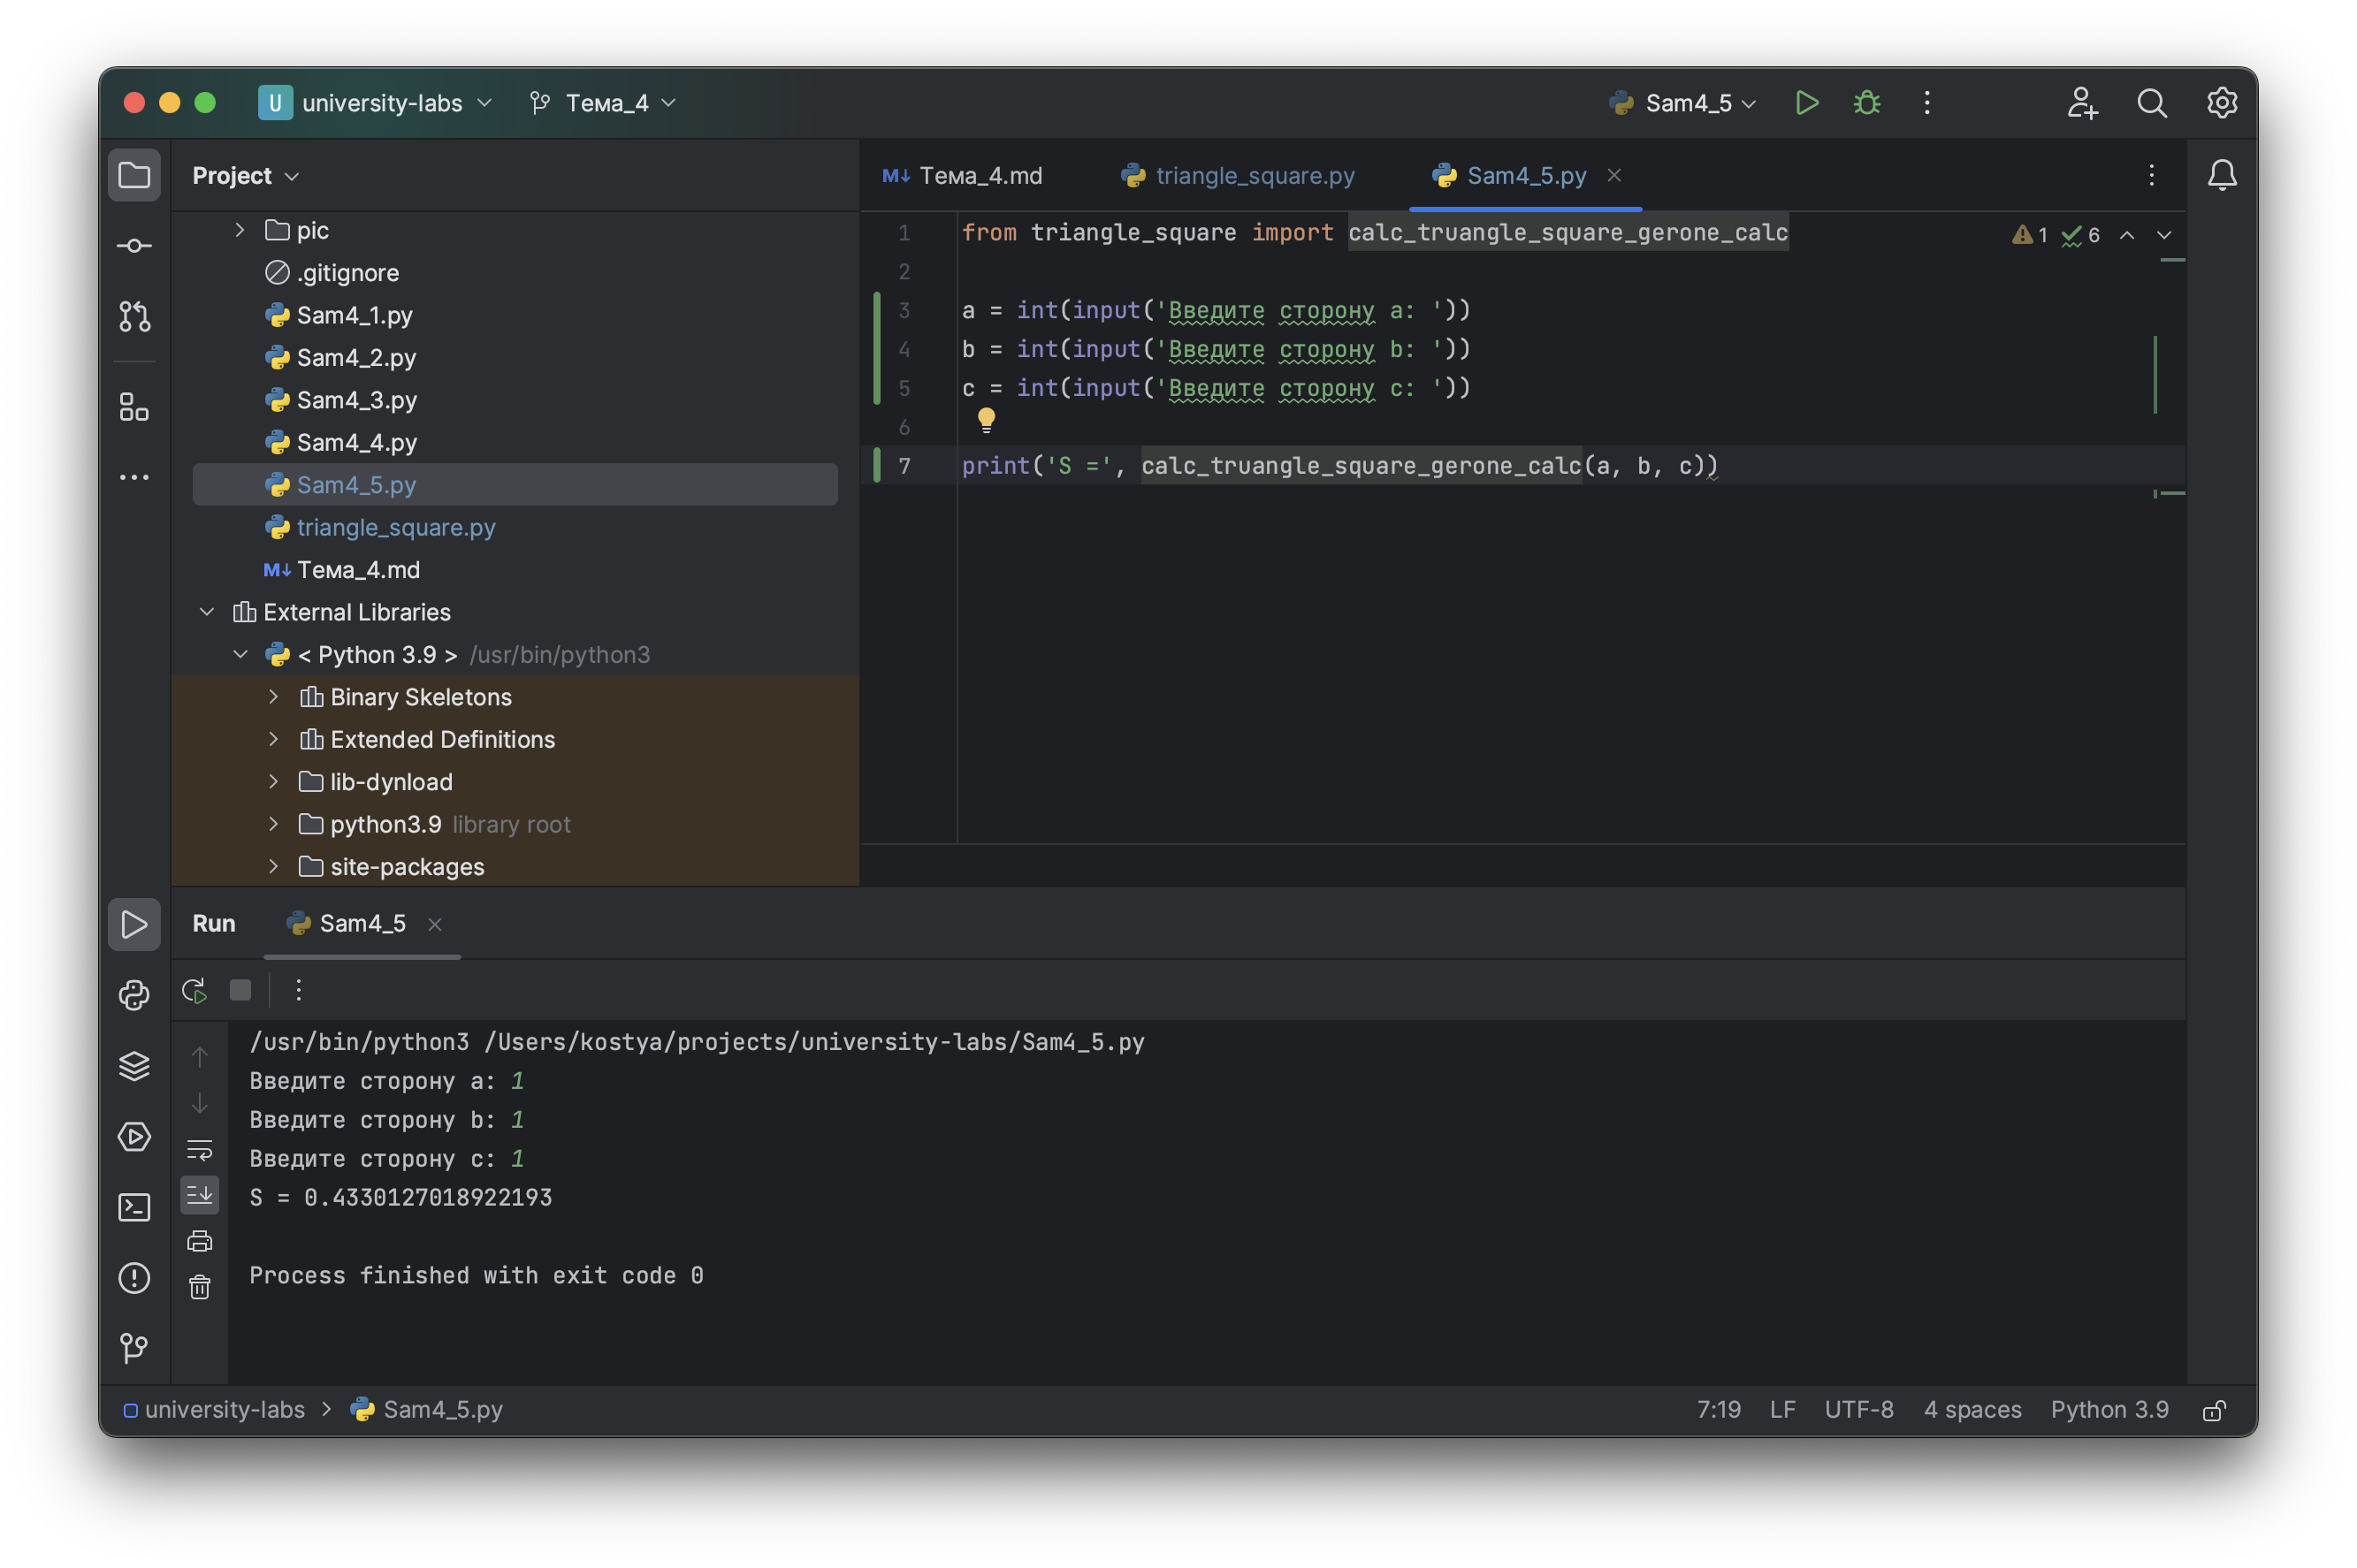 U university-labs Тема_4 Sam4_5
Project
pic
.gitignore
Sam4_1.py
Sam4_2.py
Sam4_3.py
Sam4_4.py
Sam4_5.py
triangle_square.py
M↓ Тема_4.md
External Libraries
< Python 3.9 > /usr/bin/python3
Binary Skeletons
Extended Definitions
lib-dynload
python3.9 library root
site-packages
M↓ Тема_4.md triangle_square.py Sam4_5.py
1 from triangle_square import calc_truangle_square_gerone_calc
1 6
2
3 a = int(input('Введите сторону a: '))
4 b = int(input('Введите сторону b: '))
5 c = int(input('Введите сторону c: '))
6
7 print('S =', calc_truangle_square_gerone_calc(a, b, c))
Run Sam4_5
/usr/bin/python3 /Users/kostya/projects/university-labs/Sam4_5.py
Введите сторону a: 1
Введите сторону b: 1
Введите сторону c: 1
S = 0.4330127018922193
Process finished with exit code 0
university-labs > Sam4_5.py
7:19 LF UTF-8 4 spaces Python 3.9